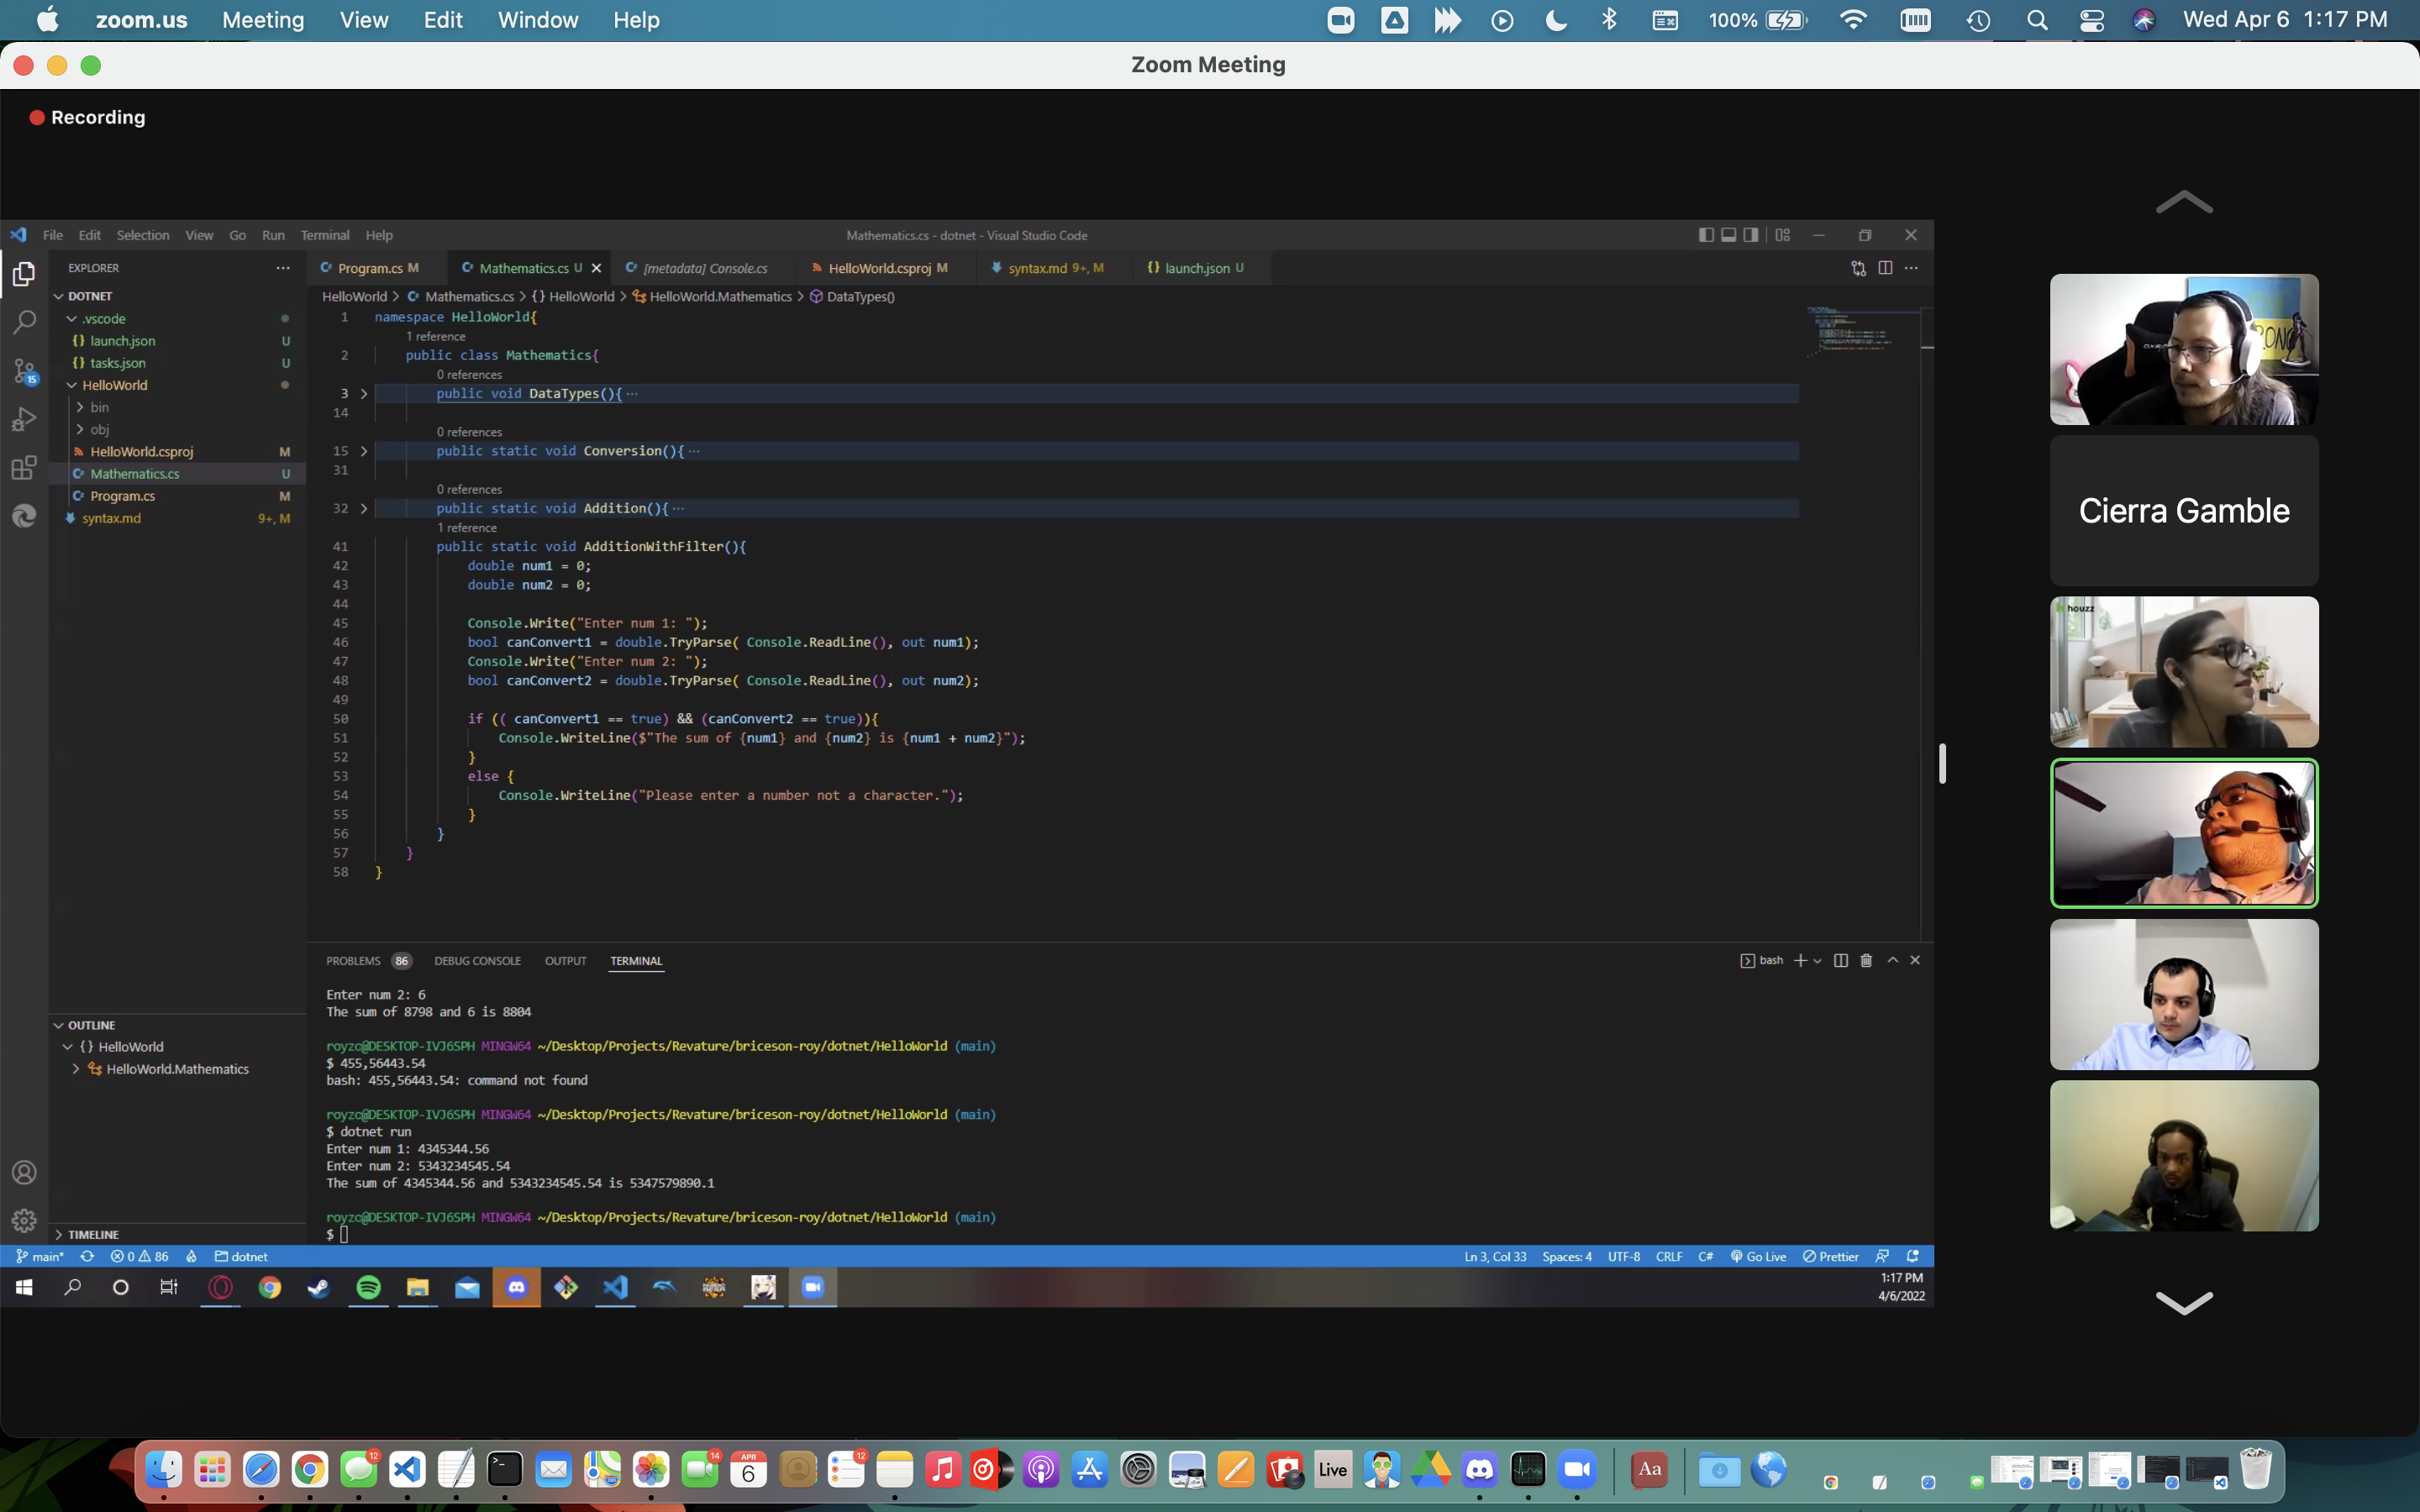 zoom.us Meeting View Edit Window Help 100% Wed Apr 6 1:17 PM
Zoom Meeting
Recording
File Edit Selection View Go Run Terminal Help Mathematics.cs - dotnet - Visual Studio Code
EXPLORER
Program.cs M Mathematics.cs U [metadata] Console.cs HelloWorld.csproj M syntax.md 9+, M {} launch.json U
HelloWorld > Mathematics.cs > {} HelloWorld > HelloWorld.Mathematics > DataTypes()
DOTNET
.vscode
{} launch.json U
{} tasks.json U
HelloWorld
bin
obj
HelloWorld.csproj M
Mathematics.cs U
Program.cs M
syntax.md 9+, M
15
OUTLINE
{} HelloWorld
HelloWorld.Mathematics
TIMELINE
1 namespace HelloWorld{
1 reference
2 public class Mathematics{
0 references
3 public void DataTypes(){ ...
14
0 references
15 public static void Conversion(){ ...
31
0 references
32 public static void Addition(){ ...
1 reference
41 public static void AdditionWithFilter(){
42 double num1 = 0;
43 double num2 = 0;
44
45 Console.Write("Enter num 1: ");
46 bool canConvert1 = double.TryParse( Console.ReadLine(), out num1);
47 Console.Write("Enter num 2: ");
48 bool canConvert2 = double.TryParse( Console.ReadLine(), out num2);
49
50 if (( canConvert1 == true) && (canConvert2 == true)){
51 Console.WriteLine($"The sum of {num1} and {num2} is {num1 + num2}");
52 }
53 else {
54 Console.WriteLine("Please enter a number not a character.");
55 }
56 }
57 }
58 }
PROBLEMS 86 DEBUG CONSOLE OUTPUT TERMINAL bash
Enter num 2: 6
The sum of 8798 and 6 is 8804
royzc@DESKTOP-IVJ6SPH MINGW64 ~/Desktop/Projects/Revature/briceson-roy/dotnet/HelloWorld (main)
$ 455,56443.54
bash: 455,56443.54: command not found
royzc@DESKTOP-IVJ6SPH MINGW64 ~/Desktop/Projects/Revature/briceson-roy/dotnet/HelloWorld (main)
$ dotnet run
Enter num 1: 4345344.56
Enter num 2: 5343234545.54
The sum of 4345344.56 and 5343234545.54 is 5347579890.1
royzc@DESKTOP-IVJ6SPH MINGW64 ~/Desktop/Projects/Revature/briceson-roy/dotnet/HelloWorld (main)
$
main* 0 86 dotnet Ln 3, Col 33 Spaces: 4 UTF-8 CRLF C# Go Live Prettier
1:17 PM
4/6/2022
Cierra Gamble
houzz
12 14 APR 6 12 Live Aa